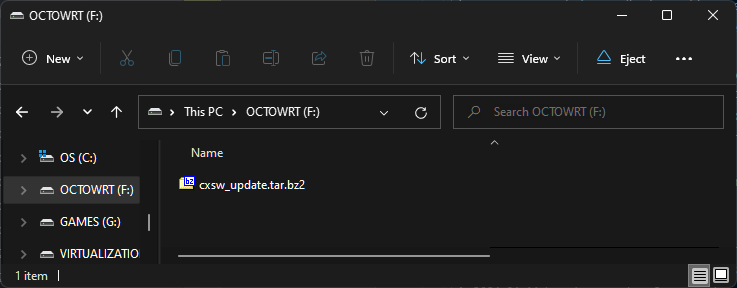 OCTOWRT (F:)
New
Sort
View
Eject
This PC
OCTOWRT (F:)
Search OCTOWRT (F:)
OS (C:)
OCTOWRT (F:)
GAMES (G:)
VIRTUALIZATIO
Name
bz
cxsw_update.tar.bz2
1 item